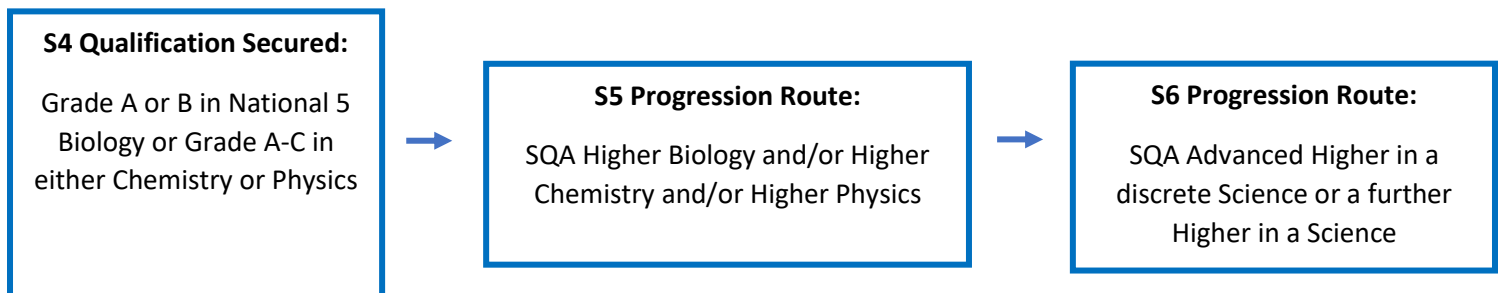 S4 Qualification Secured:
Grade A or B in National 5
Biology or Grade A-C in
either Chemistry or Physics
S5 Progression Route:
SQA Higher Biology and/or Higher
Chemistry and/or Higher Physics
S6 Progression Route:
SQA Advanced Higher in a
discrete Science or a further
Higher in a Science